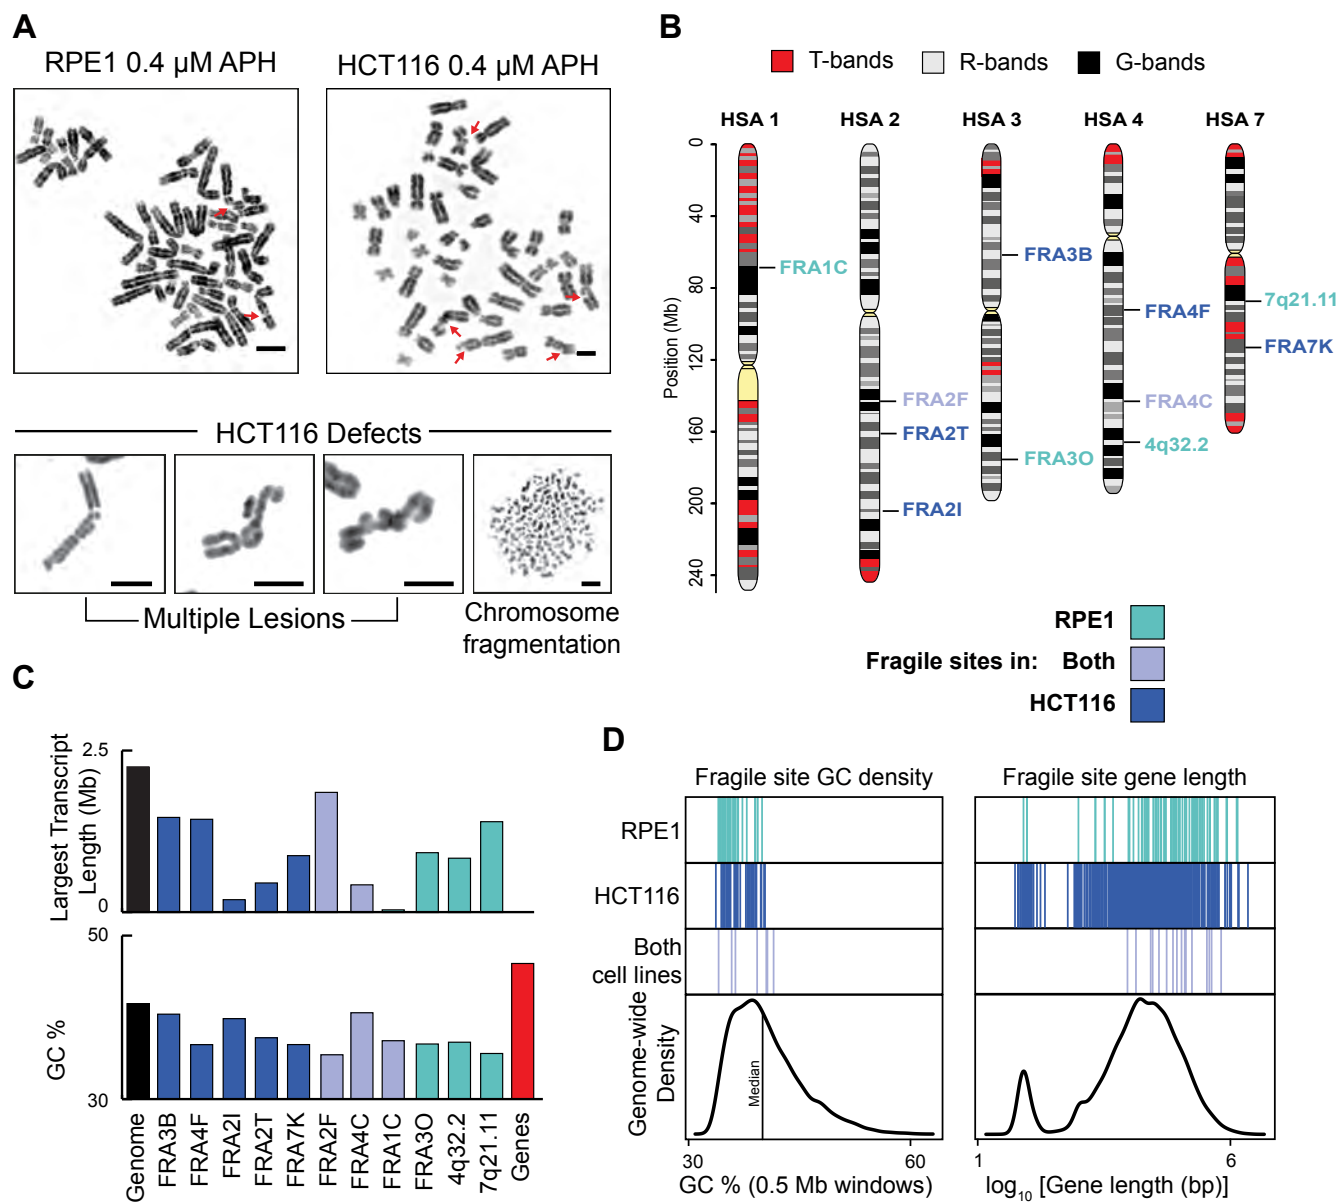 A
RPE1 0.4 µM APH
HCT116 0.4 µM APH
HCT116 Defects
Multiple Lesions
Chromosome
fragmentation
B
T-bands
R-bands
G-bands
HSA 1
HSA 2
HSA 3
HSA 4
HSA 7
Position (Mb)
0
40
80
120
160
200
240
FRA1C
FRA2F
FRA2T
FRA2I
FRA3B
FRA3O
FRA4F
FRA4C
4q32.2
7q21.11
FRA7K
Fragile sites in:
RPE1
Both
HCT116
C
Largest Transcript
Length (Mb)
2.5
0
GC %
50
30
Genome
FRA3B
FRA4F
FRA2I
FRA2T
FRA7K
FRA2F
FRA4C
FRA1C
FRA3O
4q32.2
7q21.11
Genes
D
Fragile site GC density
Fragile site gene length
RPE1
HCT116
Both
cell lines
Genome-wide
Density
Median
30
60
GC % (0.5 Mb windows)
1
6
log10 [Gene length (bp)]